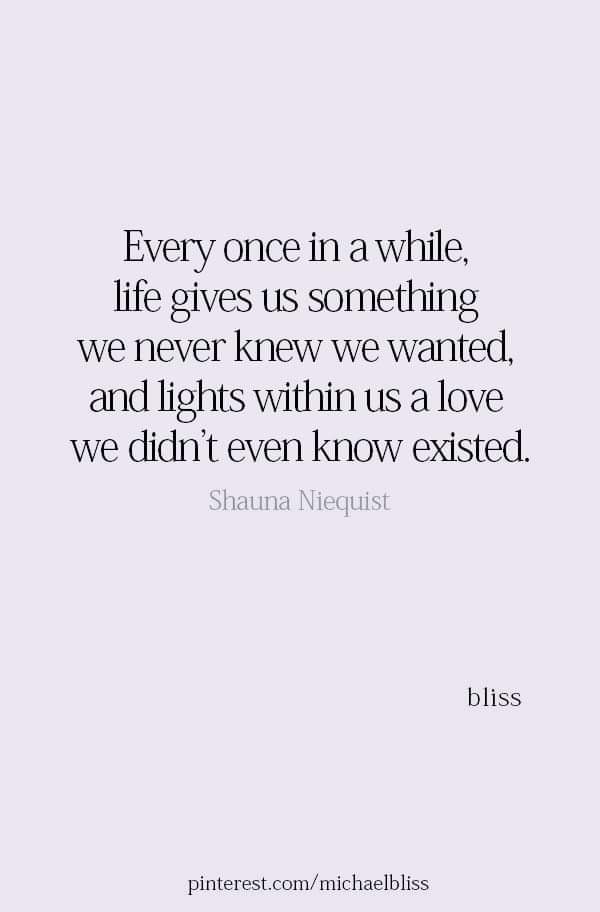 Every once in a while,
life gives us something
we never knew we wanted,
and lights within us a love
we didn’t even know existed.
Shauna Niequist
bliss
pinterest.com/michaelbliss